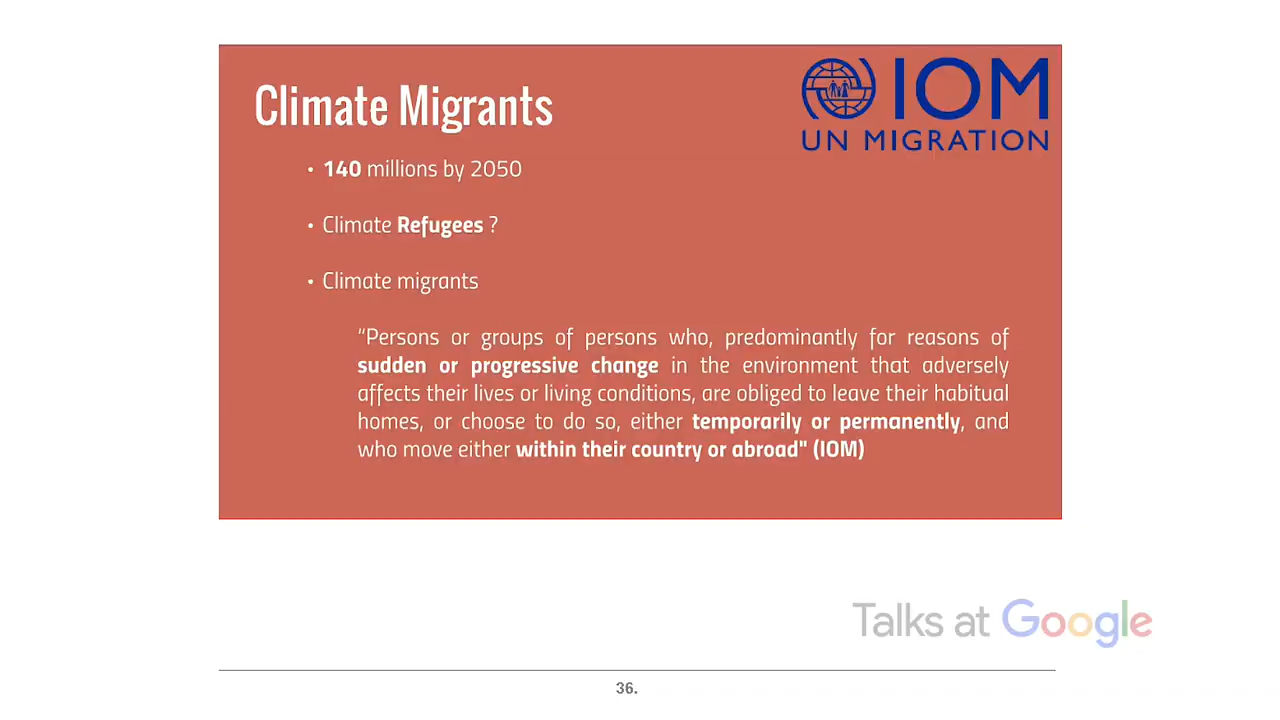 Climate Migrants
IOM
UN MIGRATION
• 140 millions by 2050
• Climate Refugees ?
• Climate migrants
“Persons or groups of persons who, predominantly for reasons of
sudden or progressive change in the environment that adversely
affects their lives or living conditions, are obliged to leave their habitual
homes, or choose to do so, either temporarily or permanently, and
who move either within their country or abroad" (IOM)
Talks at Google
36.